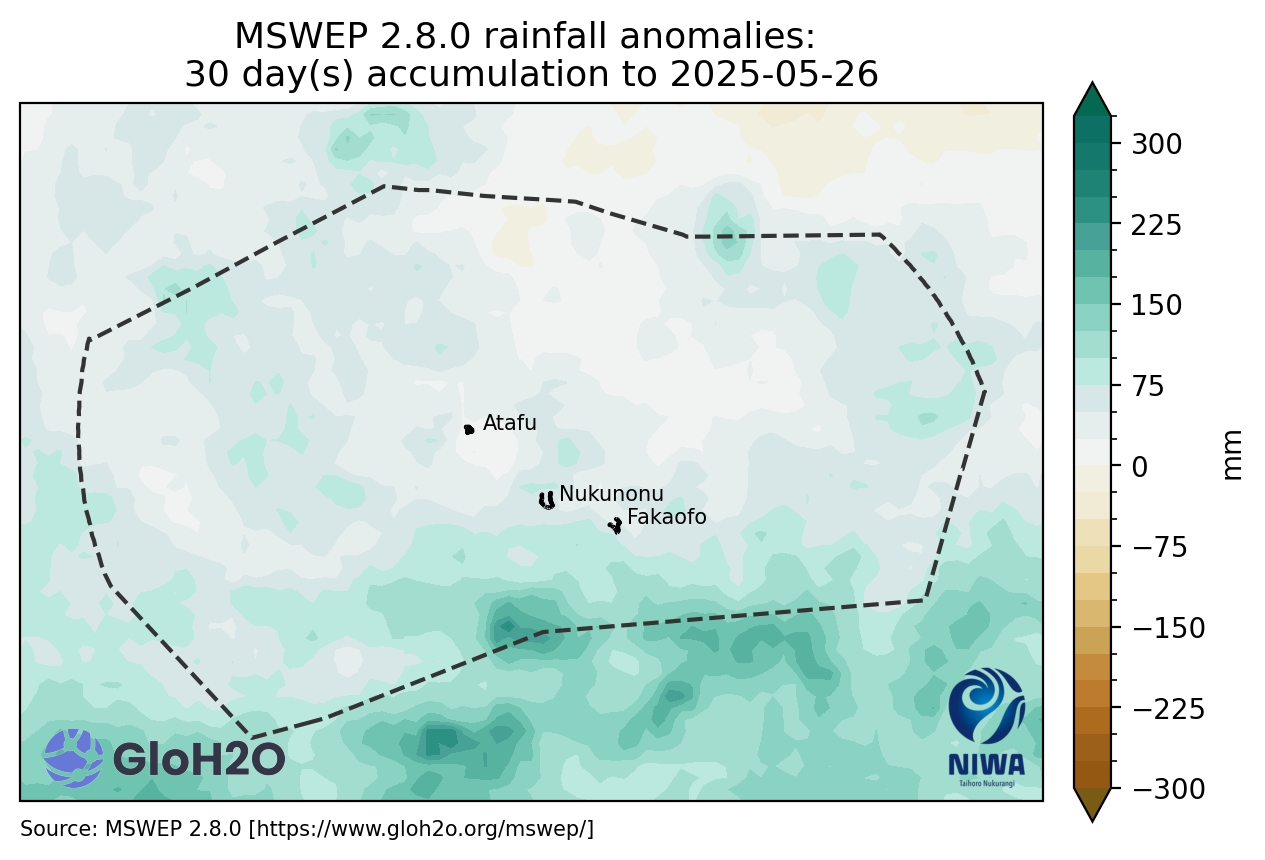 MSWEP 2.8.0 rainfall anomalies:
30 day(s) accumulation to 2025-05-26
300
225
150
75
0
−75
−150
−225
−300
mm
Atafu
Nukunonu
Fakaofo
GloH2O
NIWA
Taihoro Nukurangi
Source: MSWEP 2.8.0 [https://www.gloh2o.org/mswep/]